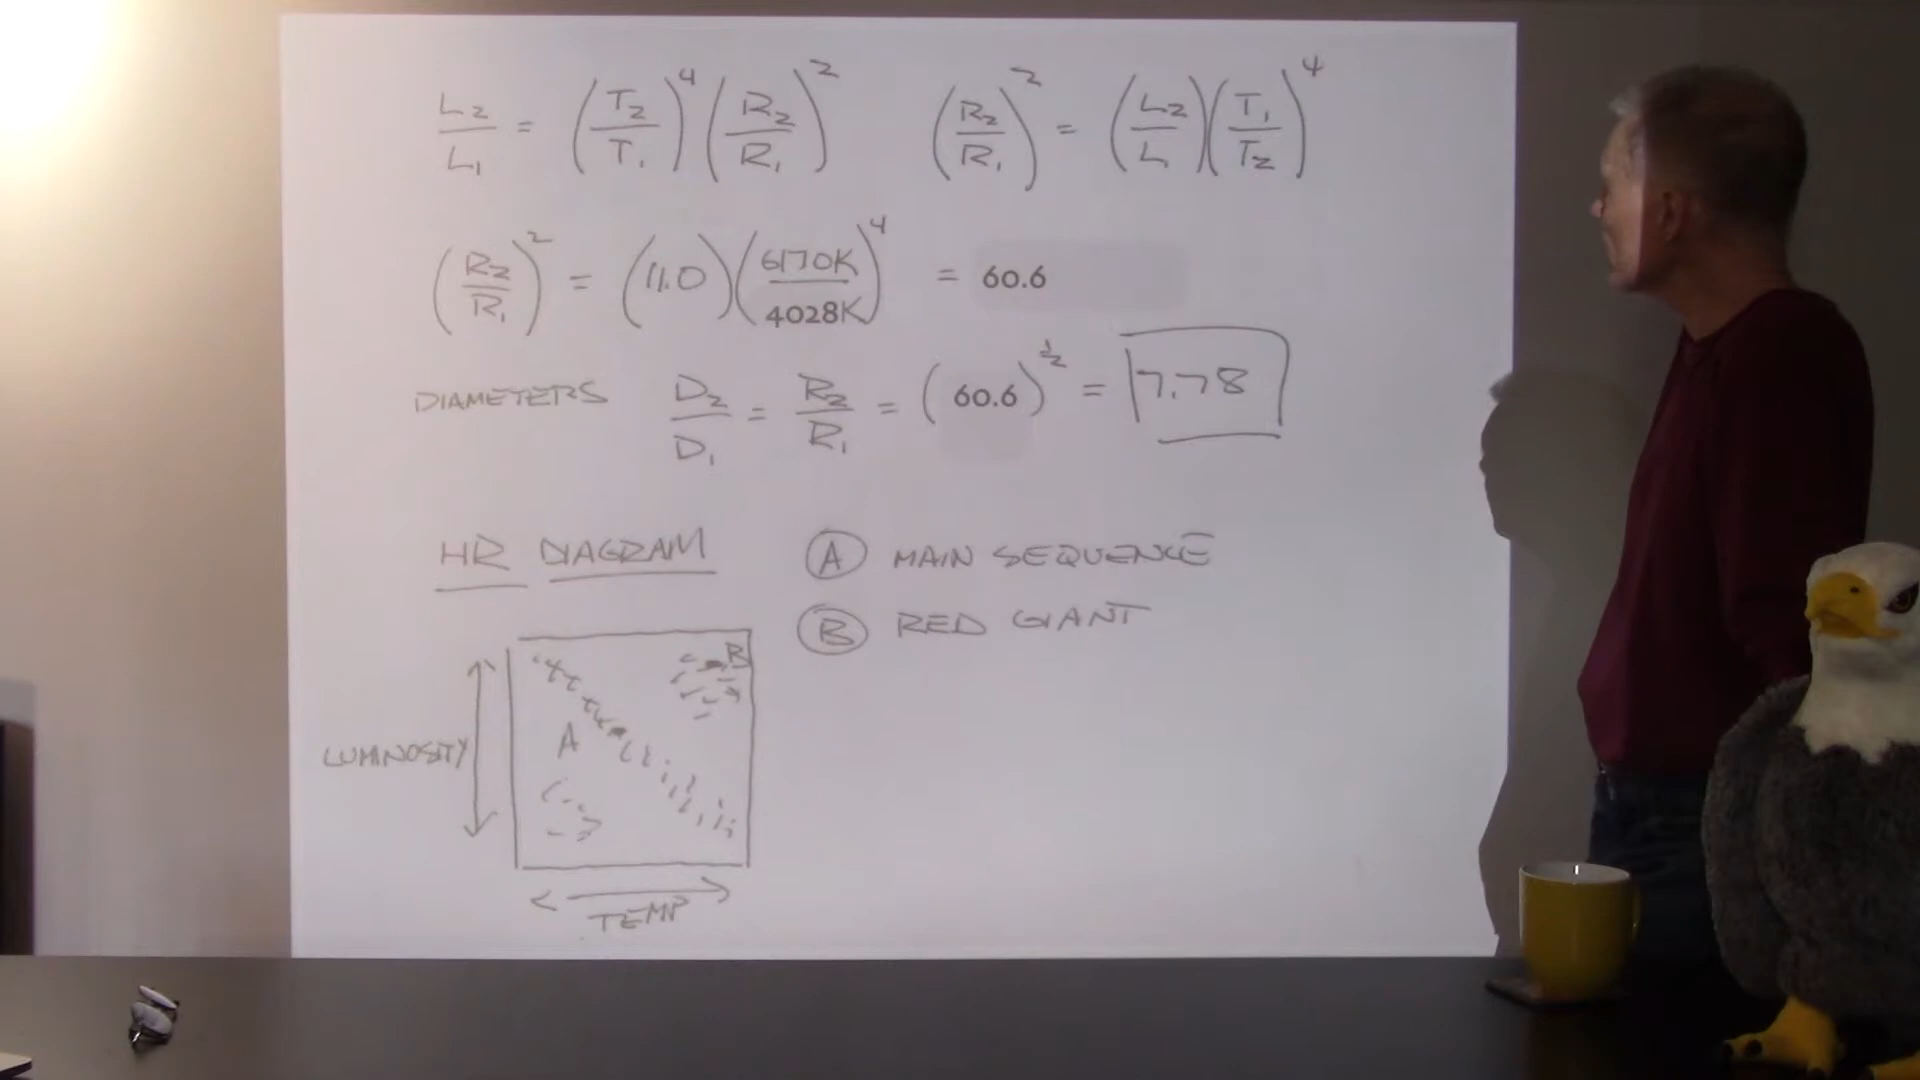 L2/L1 = (T2/T1)^4 (R2/R1)^2
(R2/R1)^2 = (L2/L)(T1/T2)^4
(R2/R1)^2 = (11.0)(6170K/4028K)^4 = 60.6
DIAMETERS D2/D1 = R2/R1 = (60.6)^1/2 = 7.78
HR DIAGRAM
A MAIN SEQUENCE
B RED GIANT
B
A
LUMINOSITY
TEMP